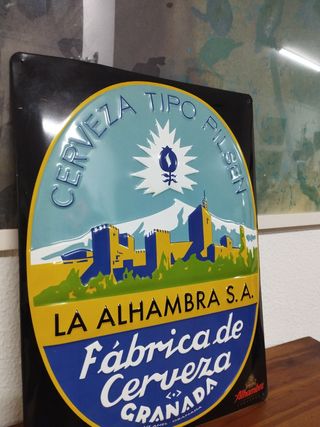 CERVEZA TIPO PILSEN
LA ALHAMBRA S.A.
Fábrica de
Cerveza
GRANADA
Alhambra